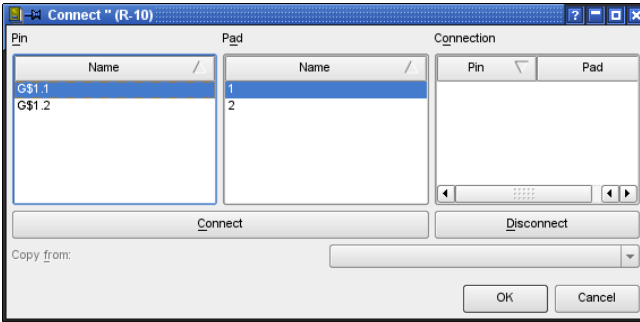 Connect '' (R-10)
Pin Pad Connection
Name Name Pin Pad
G$1.1 1
G$1.2 2
Connect Disconnect
Copy from:
OK Cancel